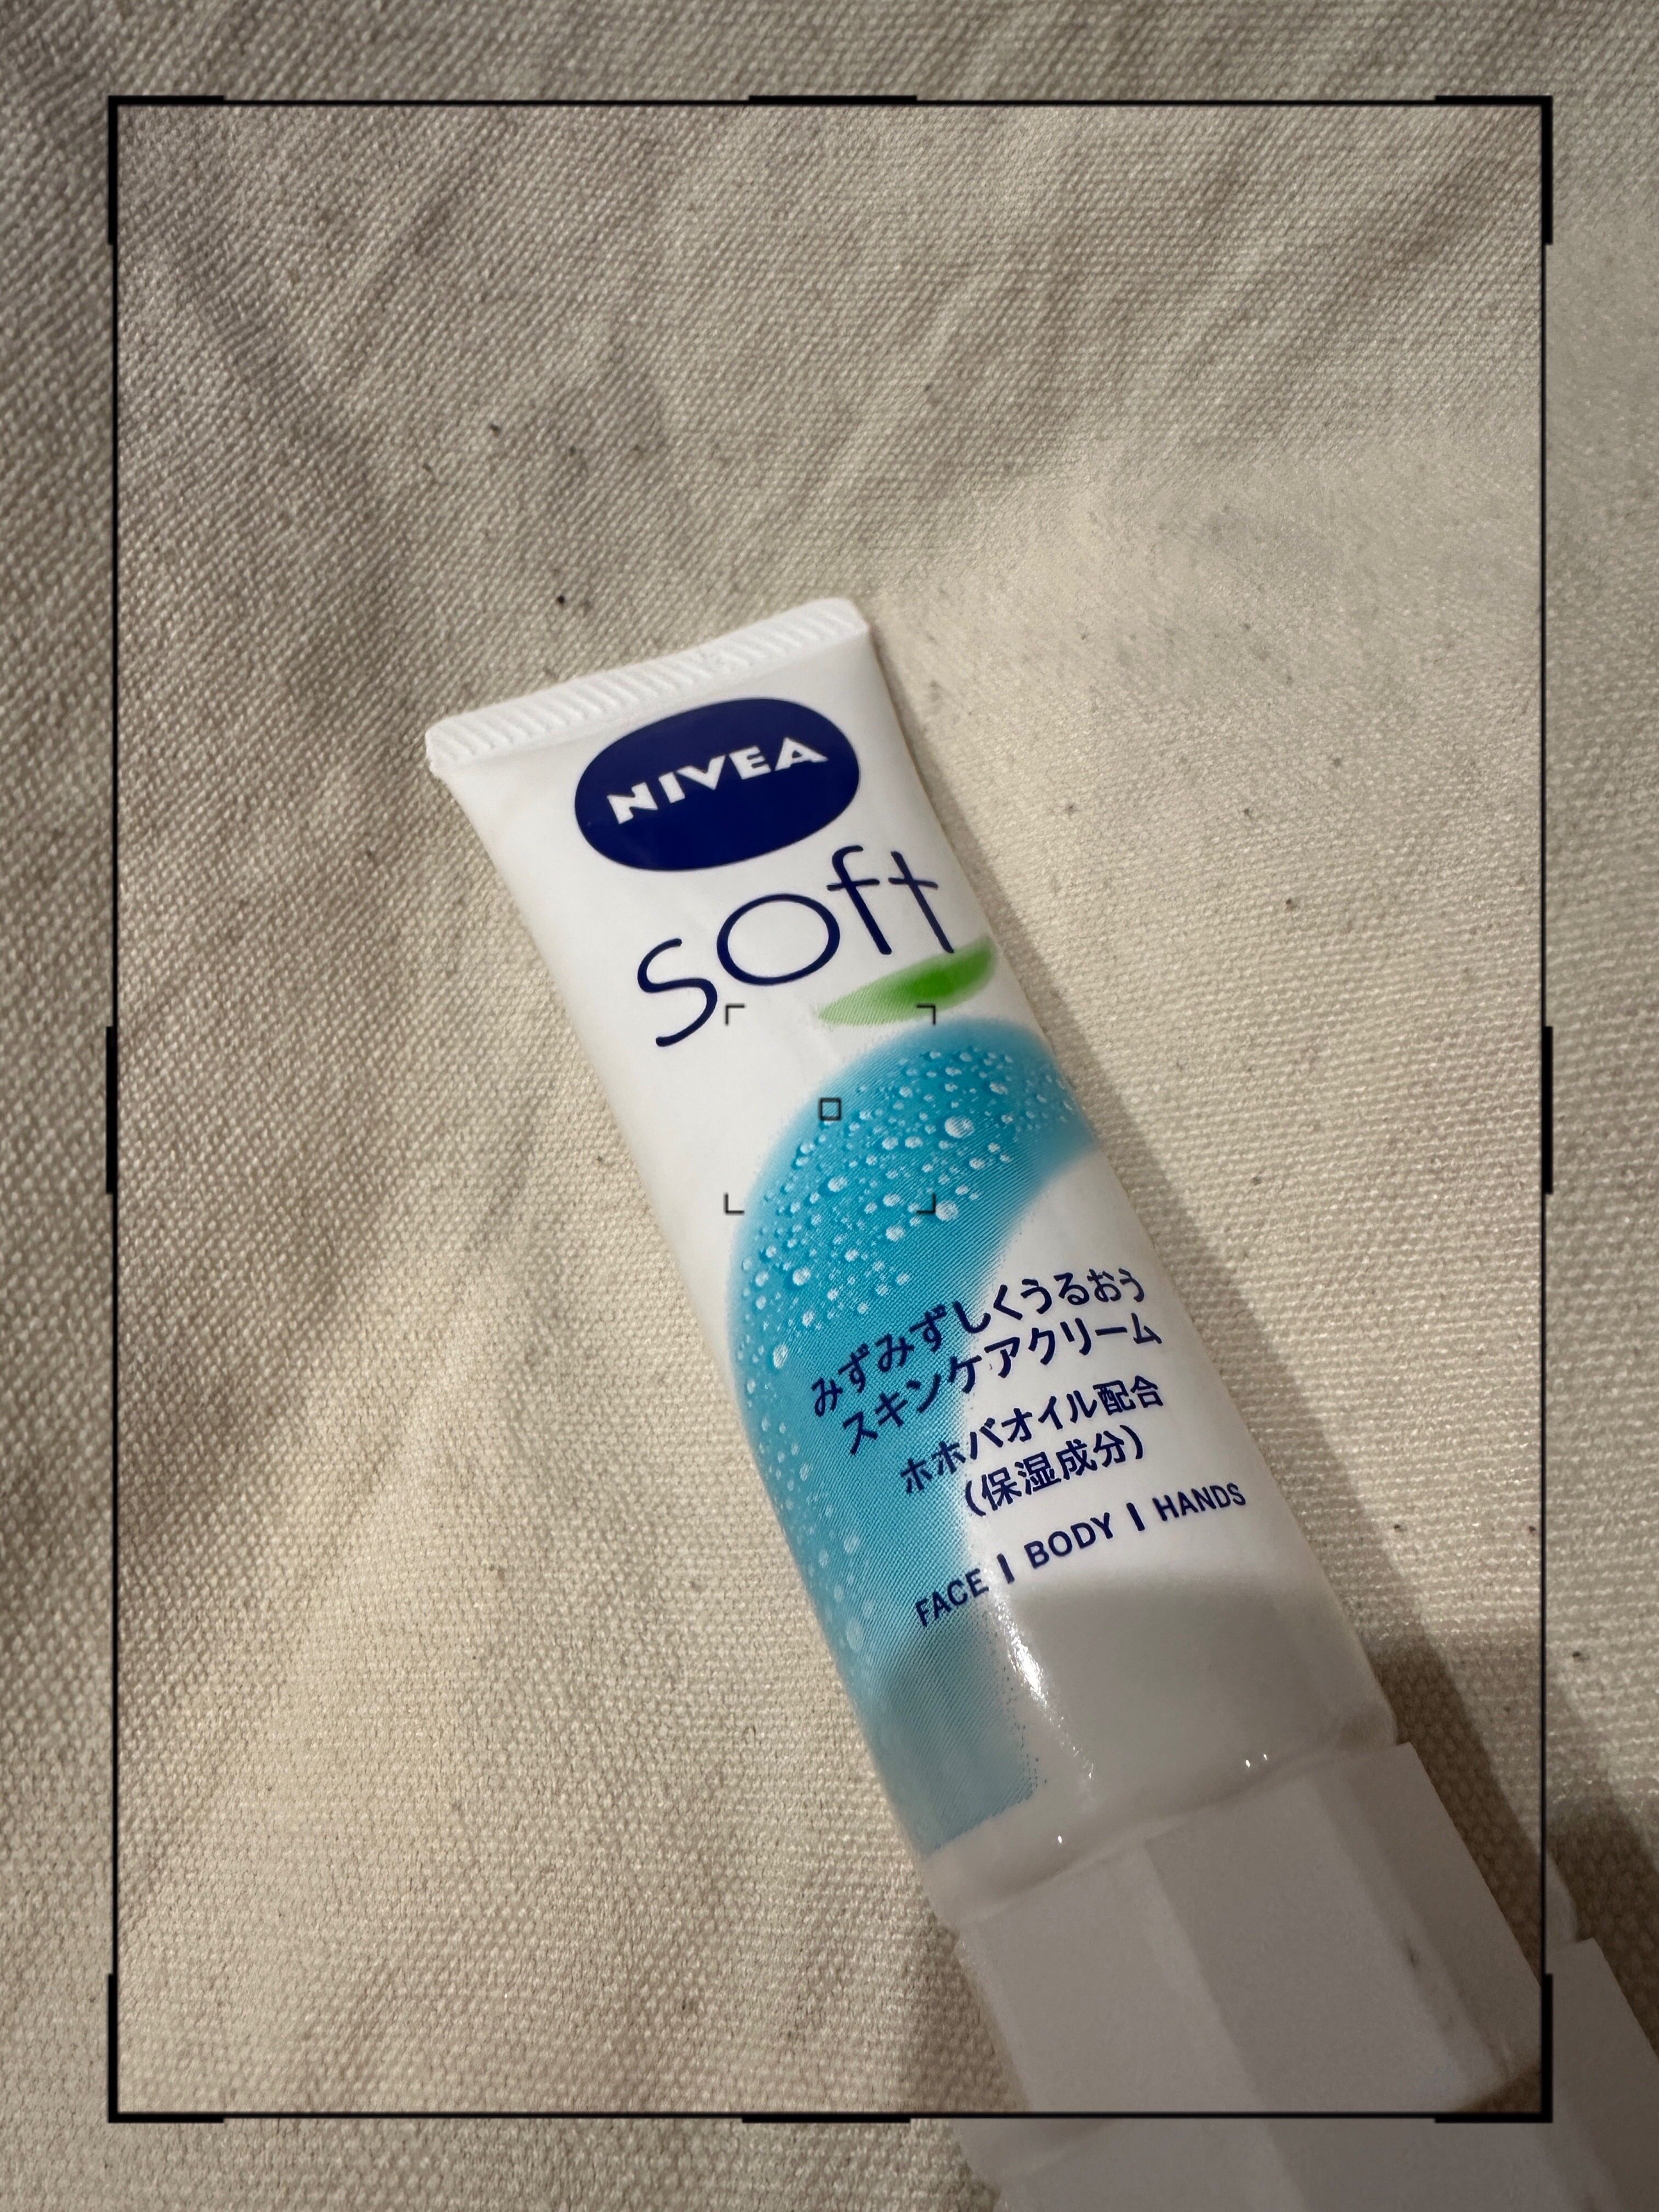 NIVEA
soft
みずみずしくうるおう
スキンケアクリーム
ホホバオイル配合
(保湿成分)
FACE | BODY | HANDS